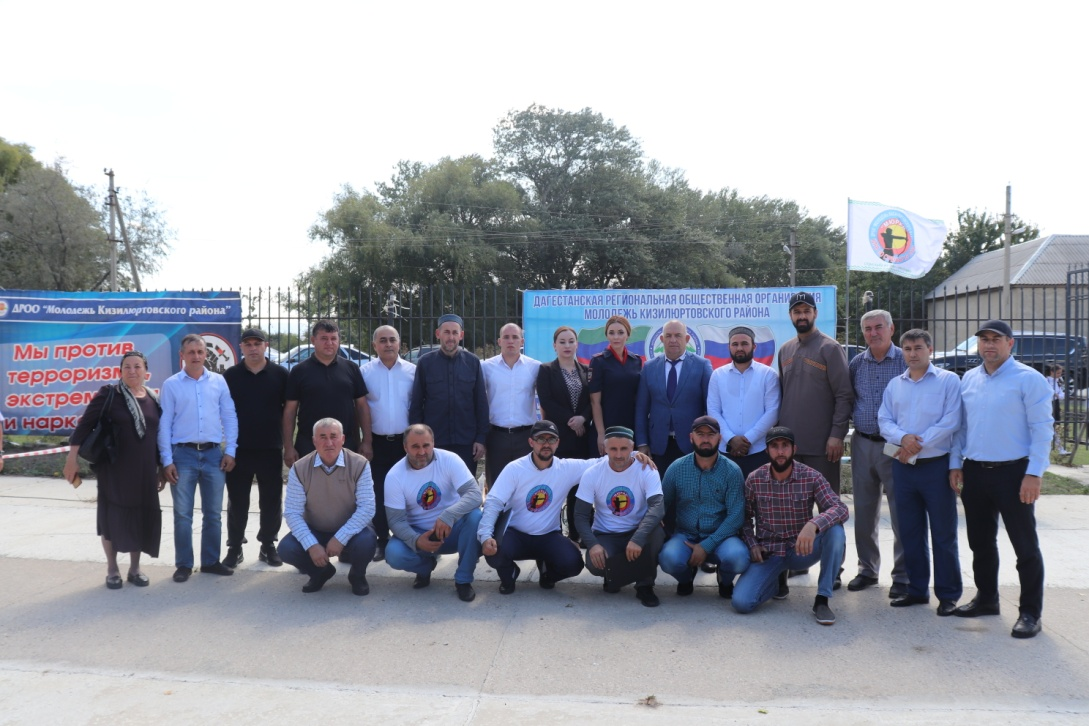 ДРОО "Молодежь Кизилюртовского района"
Мы против
терроризм
экстрем
и нарк
ДАГЕСТАНСКАЯ РЕГИОНАЛЬНАЯ ОБЩЕСТВЕННАЯ ОРГАНИЗАЦИЯ
МОЛОДЕЖЬ КИЗИЛЮРТОВСКОГО РАЙОНА